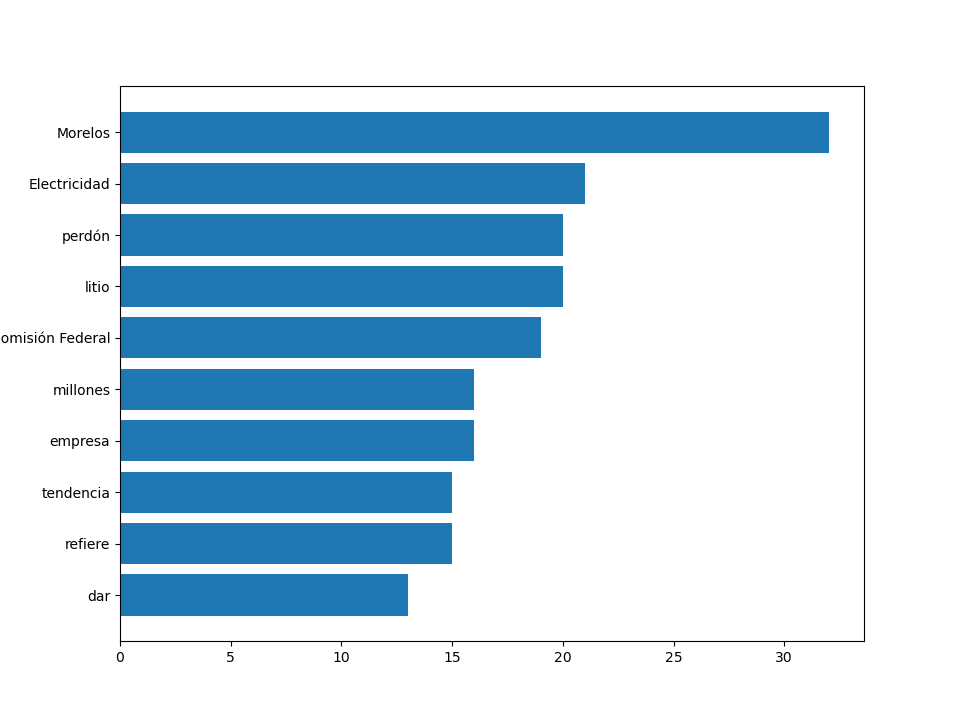 Morelos
Electricidad
perdón
litio
omisión Federal
millones
empresa
tendencia
refiere
dar
0 5 10 15 20 25 30